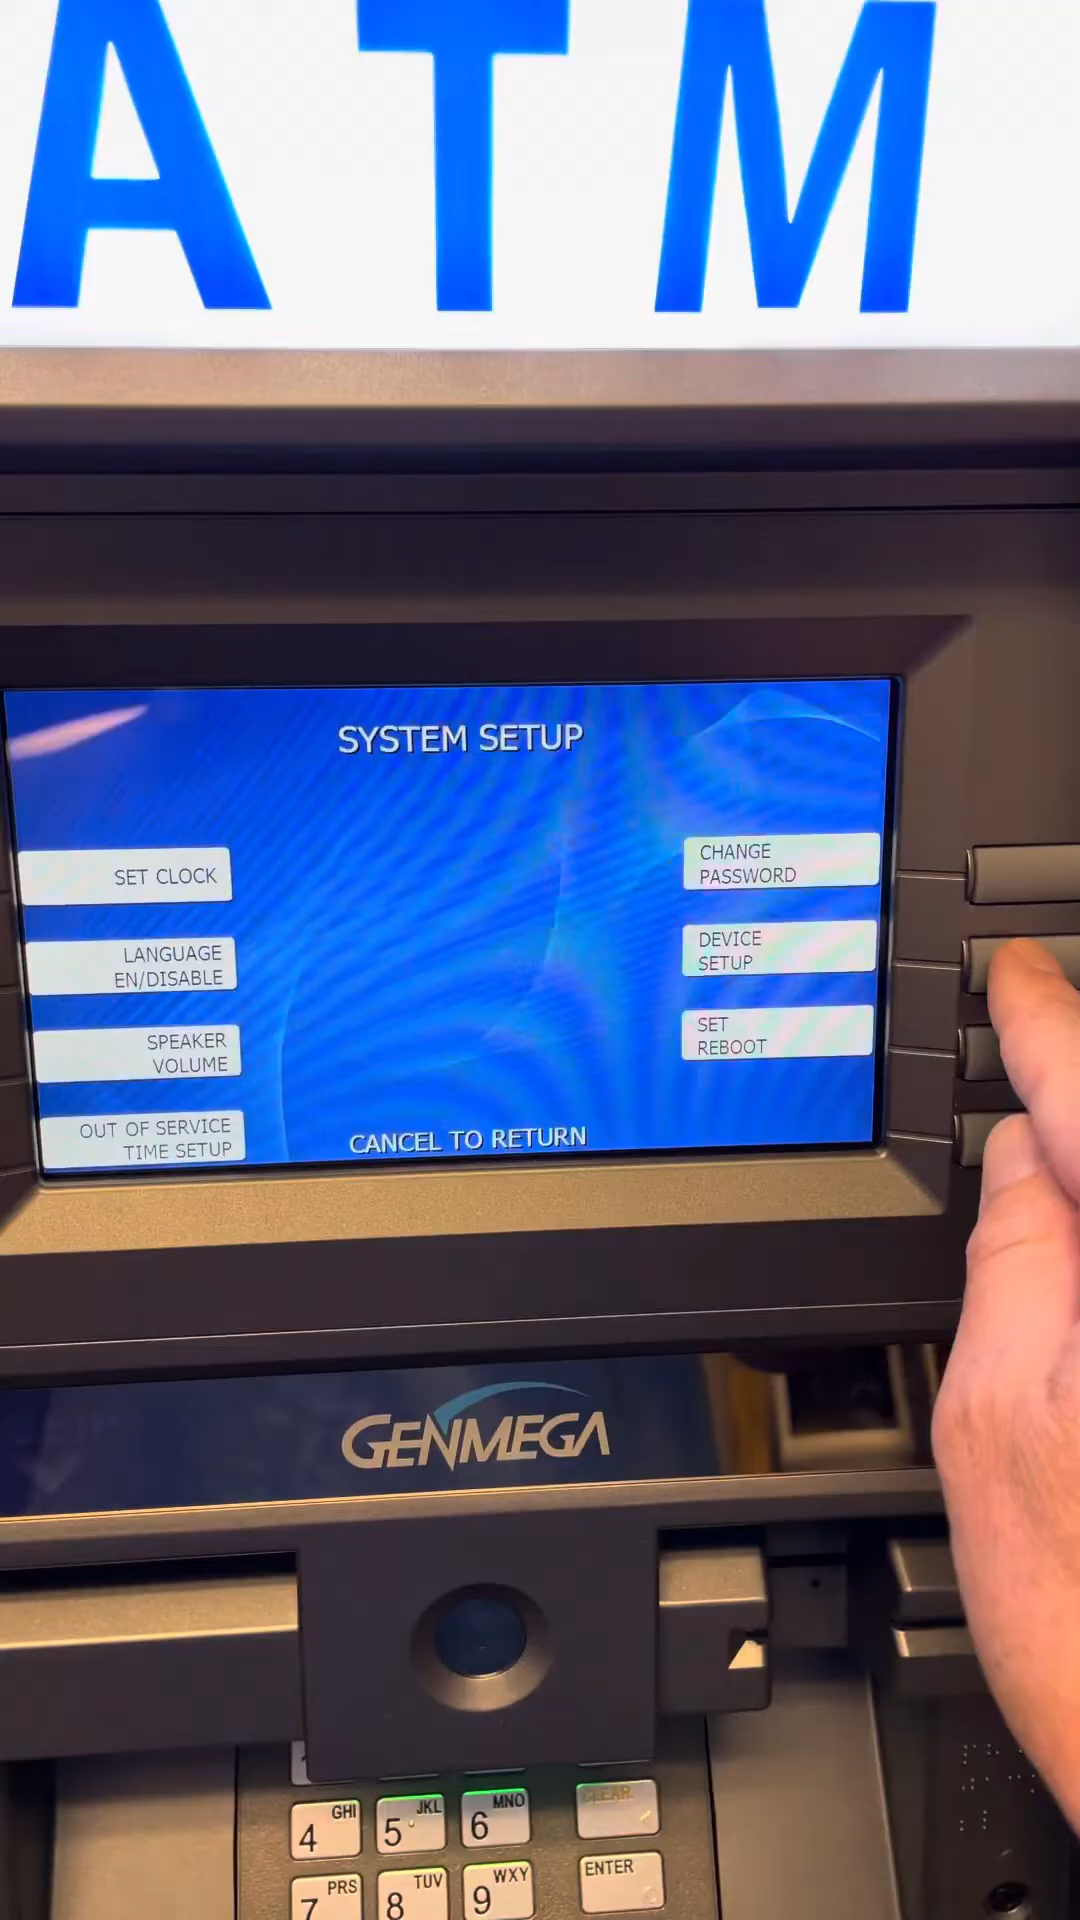 ATM
SYSTEM SETUP
SET CLOCK
LANGUAGE
EN/DISABLE
SPEAKER
VOLUME
OUT OF SERVICE
TIME SETUP
CHANGE
PASSWORD
DEVICE
SETUP
SET
REBOOT
CANCEL TO RETURN
GENMEGA
4 GHI
5 JKL
6 MNO
CLEAR
7 PRS
8 TUV
9 WXY
ENTER